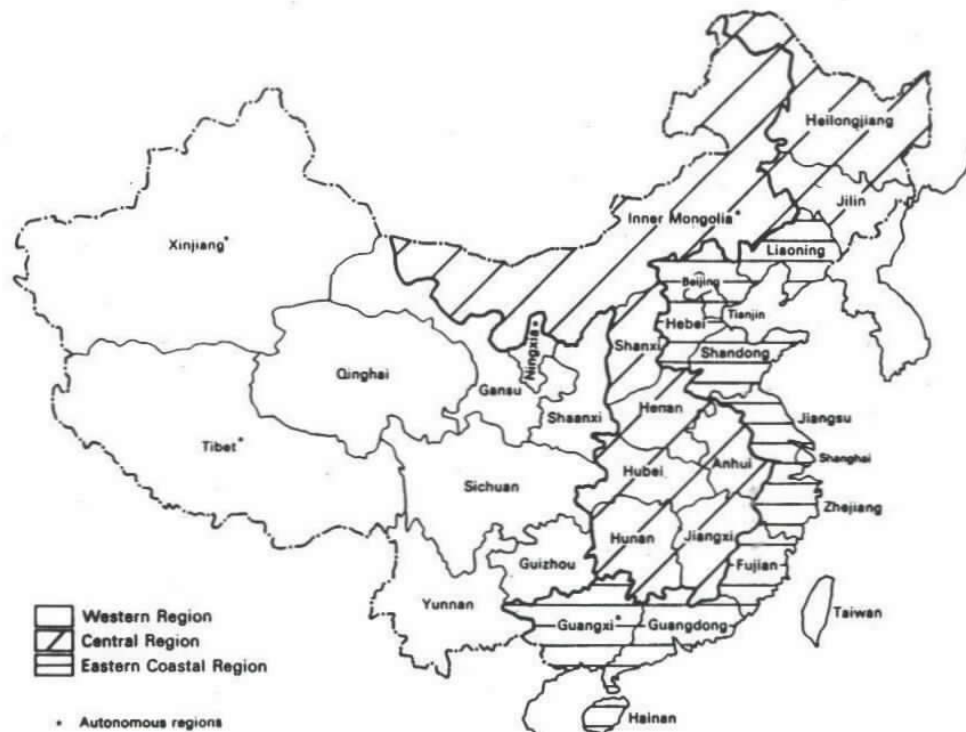 Heilongjiang
Jilin
Inner Mongolia*
Xinjiang*
Liaoning
Beijing
Tianjin
Hebei
Ningxia*
Shanxi
Shandong
Qinghai
Gansu
Henan
Shaanxi
Jiangsu
Tibet*
Shanghai
Hubei
Anhui
Sichuan
Zhejiang
Hunan
Jiangxi
Guizhou
Fujian
Yunnan
Taiwan
Guangxi*
Guangdong
Hainan
Western Region
Central Region
Eastern Coastal Region
* Autonomous regions